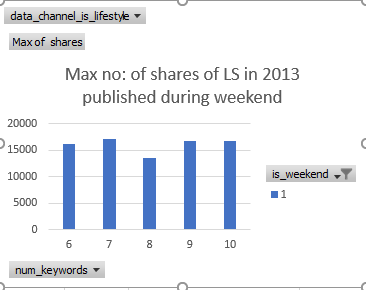 data_channel_is_lifestyle
Max of shares
Max no: of shares of LS in 2013
published during weekend
20000
15000
10000
5000
0
6 7 8 9 10
is_weekend
1
num_keywords